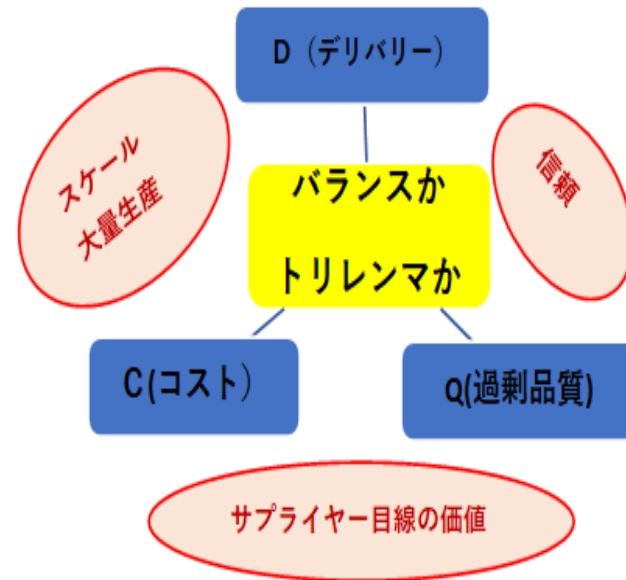 D（デリバリー）
スケール
大量生産
信頼
バランスか
トリレンマか
C(コスト）
Q(過剰品質)
サプライヤー目線の価値